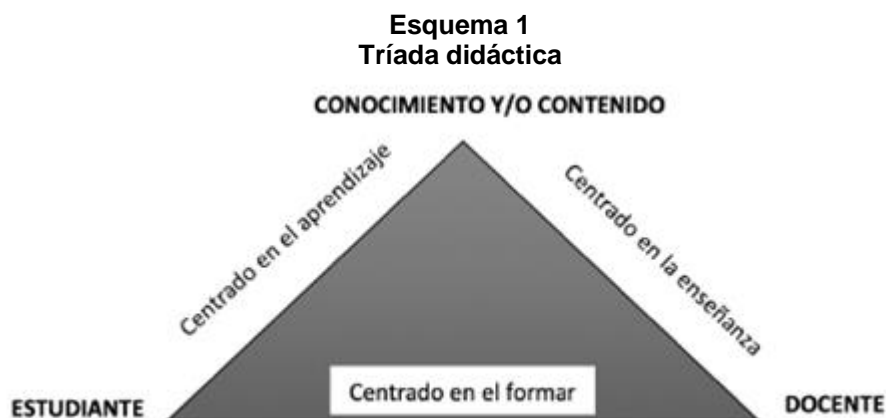 Esquema 1
Tríada didáctica
CONOCIMIENTO Y/O CONTENIDO
Centrado en el aprendizaje
Centrado en la enseñanza
Centrado en el formar
ESTUDIANTE
DOCENTE